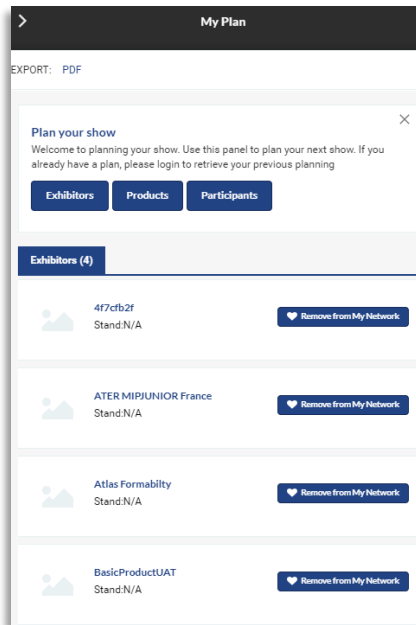 My Plan
EXPORT: PDF
Plan your show
Welcome to planning your show. Use this panel to plan your next show. If you
already have a plan, please login to retrieve your previous planning
Exhibitors Products Participants
Exhibitors (4)
4f7cfb2f
Stand:N/A
Remove from My Network
ATER MIPJUNIOR France
Stand:N/A
Remove from My Network
Atlas Formabilty
Stand:N/A
Remove from My Network
BasicProductUAT
Stand:N/A
Remove from My Network